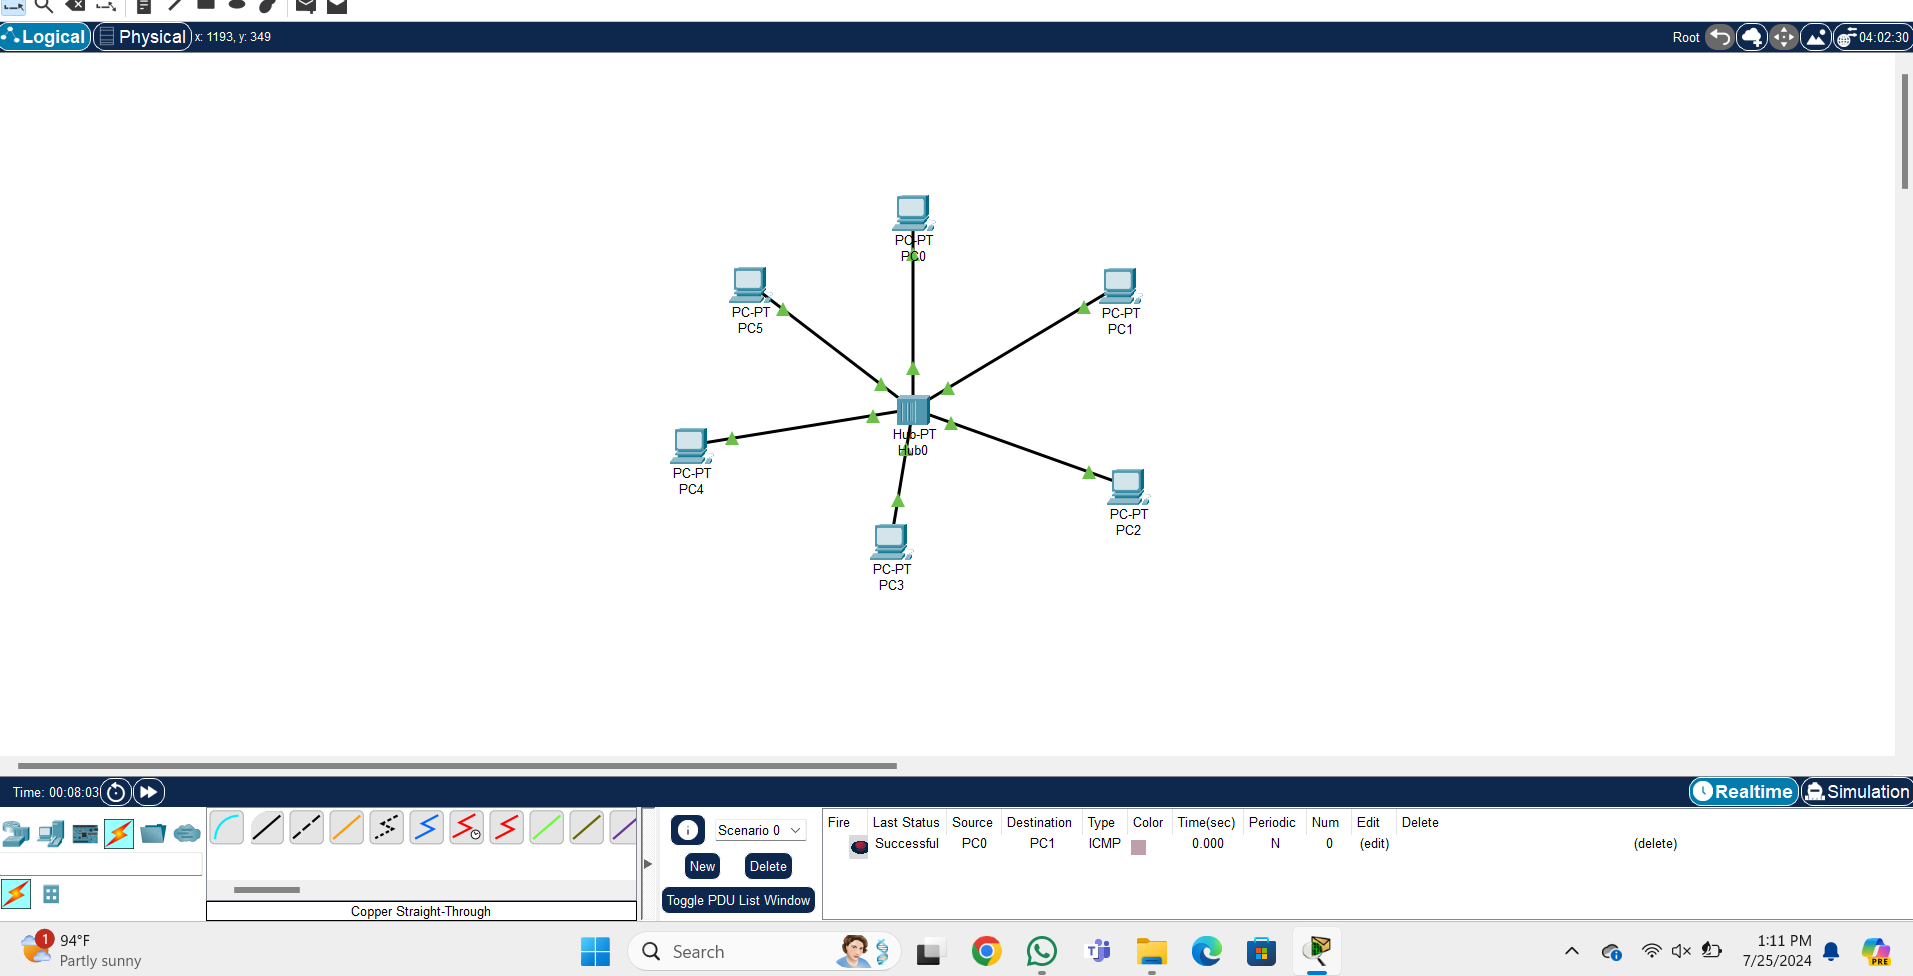 Logical Physical x: 1193, y: 349 Root 04:02:30
PC-PT
PC0
PC-PT
PC5
PC-PT
PC1
Hub-PT
Hub0
PC-PT
PC4
PC-PT
PC2
PC-PT
PC3
Time: 00:08:03 Realtime Simulation
Scenario 0
New Delete
Toggle PDU List Window
Copper Straight-Through
Fire Last Status Source Destination Type Color Time(sec) Periodic Num Edit Delete
Successful PC0 PC1 ICMP 0.000 N 0 (edit) (delete)
1 94°F
Partly sunny
Search
1:11 PM
7/25/2024
PRE